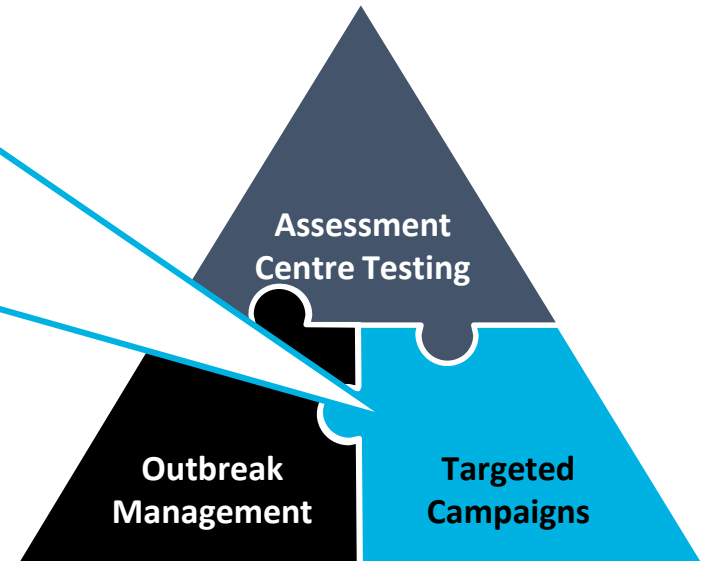 Assessment
Centre Testing
Outbreak
Management
Targeted
Campaigns